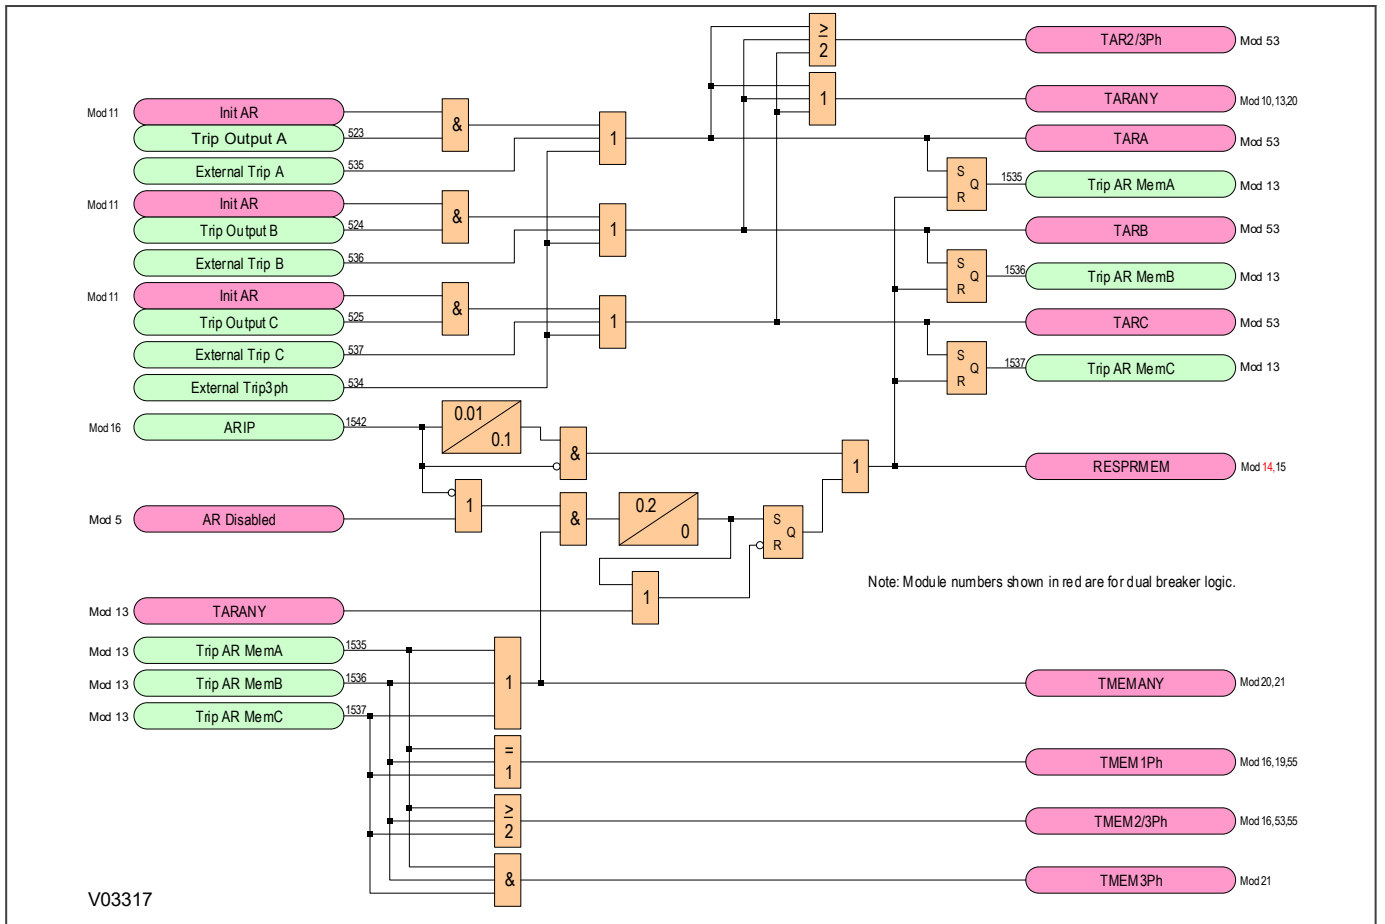 ≥ 2 TAR2/3Ph Mod 53
1 TARANY Mod 10,13,20
Mod 11 Init AR
& 
Trip Output A 523
1 TARA Mod 53
External Trip A 535
S R Q 1535 Trip AR MemA Mod 13
Mod 11 Init AR
&
Trip Output B 524
1 TARB Mod 53
External Trip B 536
S R Q 1536 Trip AR MemB Mod 13
Mod 11 Init AR
&
Trip Output C 525
1 TARC Mod 53
External Trip C 537
S R Q 1537 Trip AR MemC Mod 13
External Trip3ph 534
Mod 16 ARIP 1542
0.01
0.1
&
1 RESPRMEM Mod 14,15
1
Mod 5 AR Disabled
&
0.2
0
S R Q
Note: Module numbers shown in red are for dual breaker logic.
Mod 13 TARANY
1
Mod 13 Trip AR MemA 1535
Mod 13 Trip AR MemB 1536
1 TMEMANY Mod 20,21
Mod 13 Trip AR MemC 1537
= 1 TMEM1Ph Mod 16,19,55
≥ 2 TMEM2/3Ph Mod 16,53,55
& TMEM3Ph Mod 21
V03317